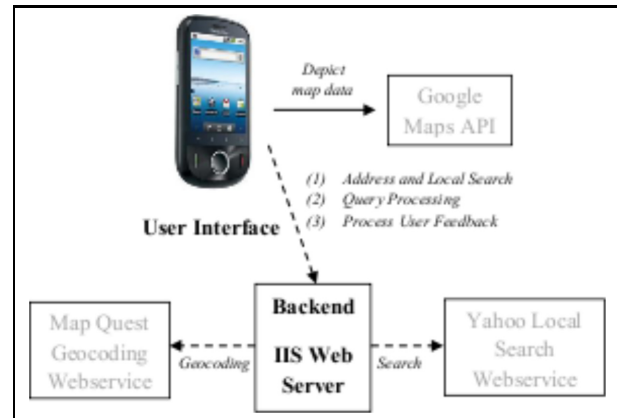 Depict
map data
Google
Maps API
(1) Address and Local Search
(2) Query Processing
(3) Process User Feedback
User Interface
Backend
IIS Web
Server
Map Quest
Geocoding
Webservice
Geocoding
Search
Yahoo Local
Search
Webservice